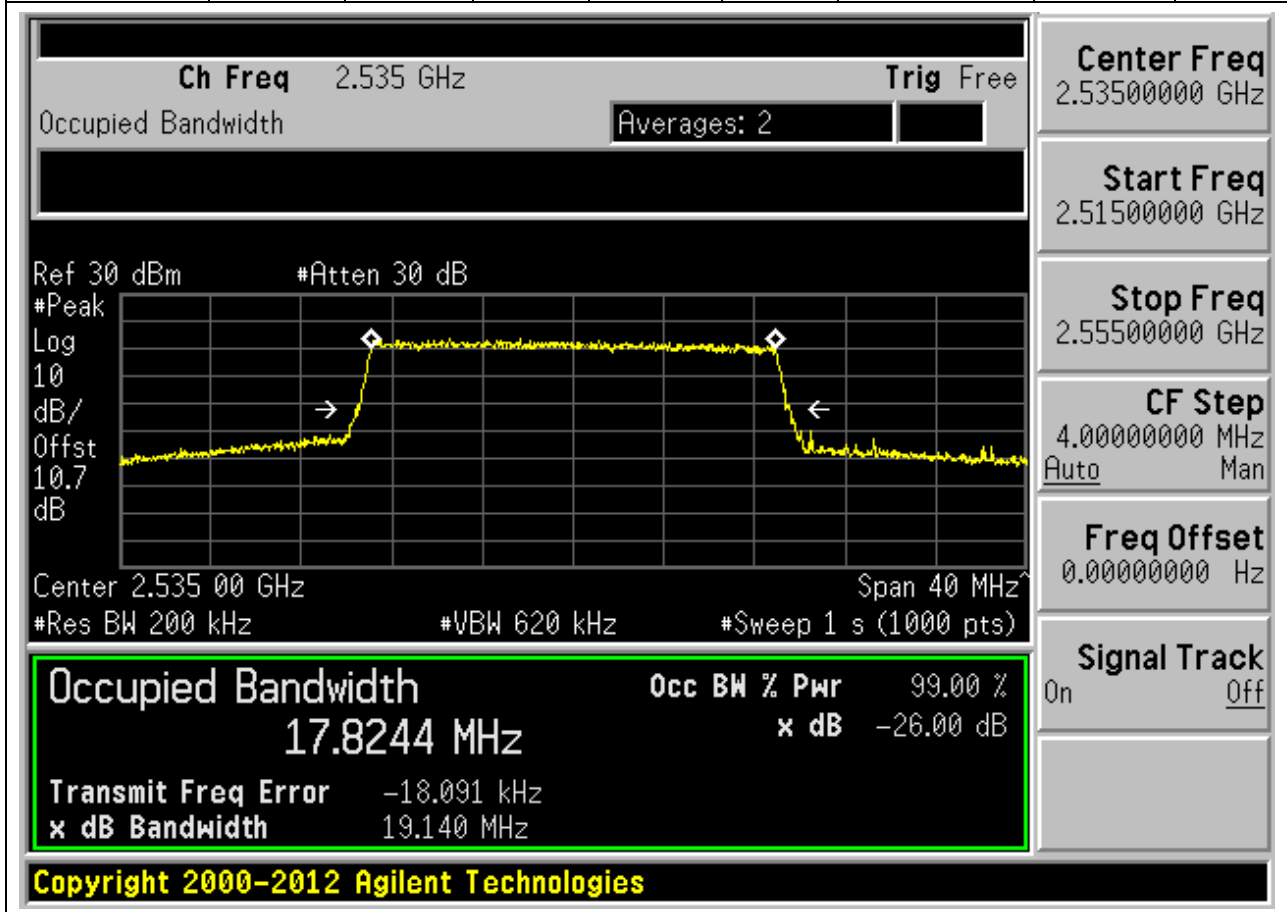 Ch Freq 2.535 GHz Trig Free
Occupied Bandwidth Averages: 2
Ref 30 dBm #Atten 30 dB
#Peak
Log
10
dB/
Offst
10.7
dB
Center 2.535 00 GHz Span 40 MHz^
#Res BW 200 kHz #VBW 620 kHz #Sweep 1 s (1000 pts)
Occupied Bandwidth Occ BW % Pwr 99.00 %
17.8244 MHz x dB -26.00 dB
Transmit Freq Error -18.091 kHz
x dB Bandwidth 19.140 MHz
Copyright 2000-2012 Agilent Technologies
Center Freq
2.53500000 GHz
Start Freq
2.51500000 GHz
Stop Freq
2.55500000 GHz
CF Step
4.00000000 MHz
Auto Man
Freq Offset
0.00000000 Hz
Signal Track
On Off